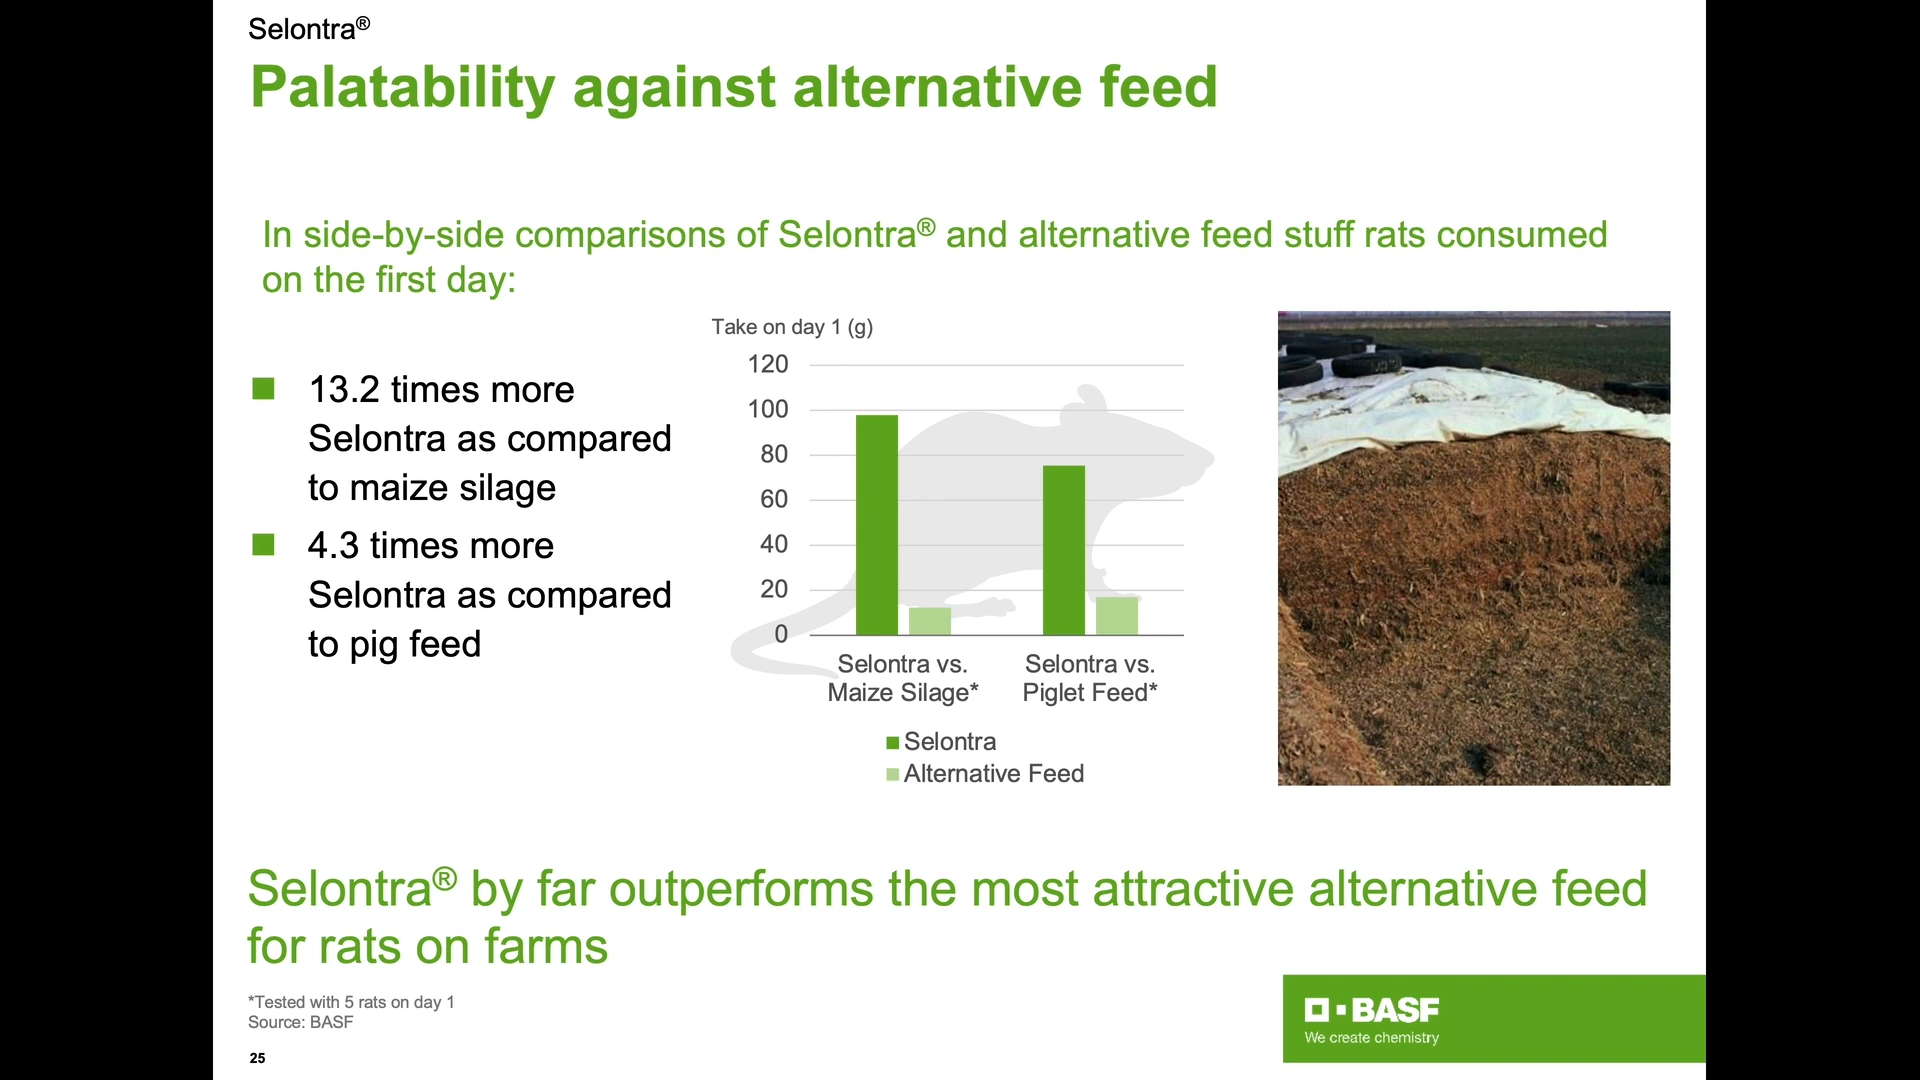 Selontra®
Palatability against alternative feed
In side-by-side comparisons of Selontra® and alternative feed stuff rats consumed
on the first day:
■ 13.2 times more
Selontra as compared
to maize silage
■ 4.3 times more
Selontra as compared
to pig feed
Take on day 1 (g)
120
100
80
60
40
20
0
Selontra vs.
Maize Silage*
Selontra vs.
Piglet Feed*
Selontra
Alternative Feed
Selontra® by far outperforms the most attractive alternative feed
for rats on farms
*Tested with 5 rats on day 1
Source: BASF
25
BASF
We create chemistry